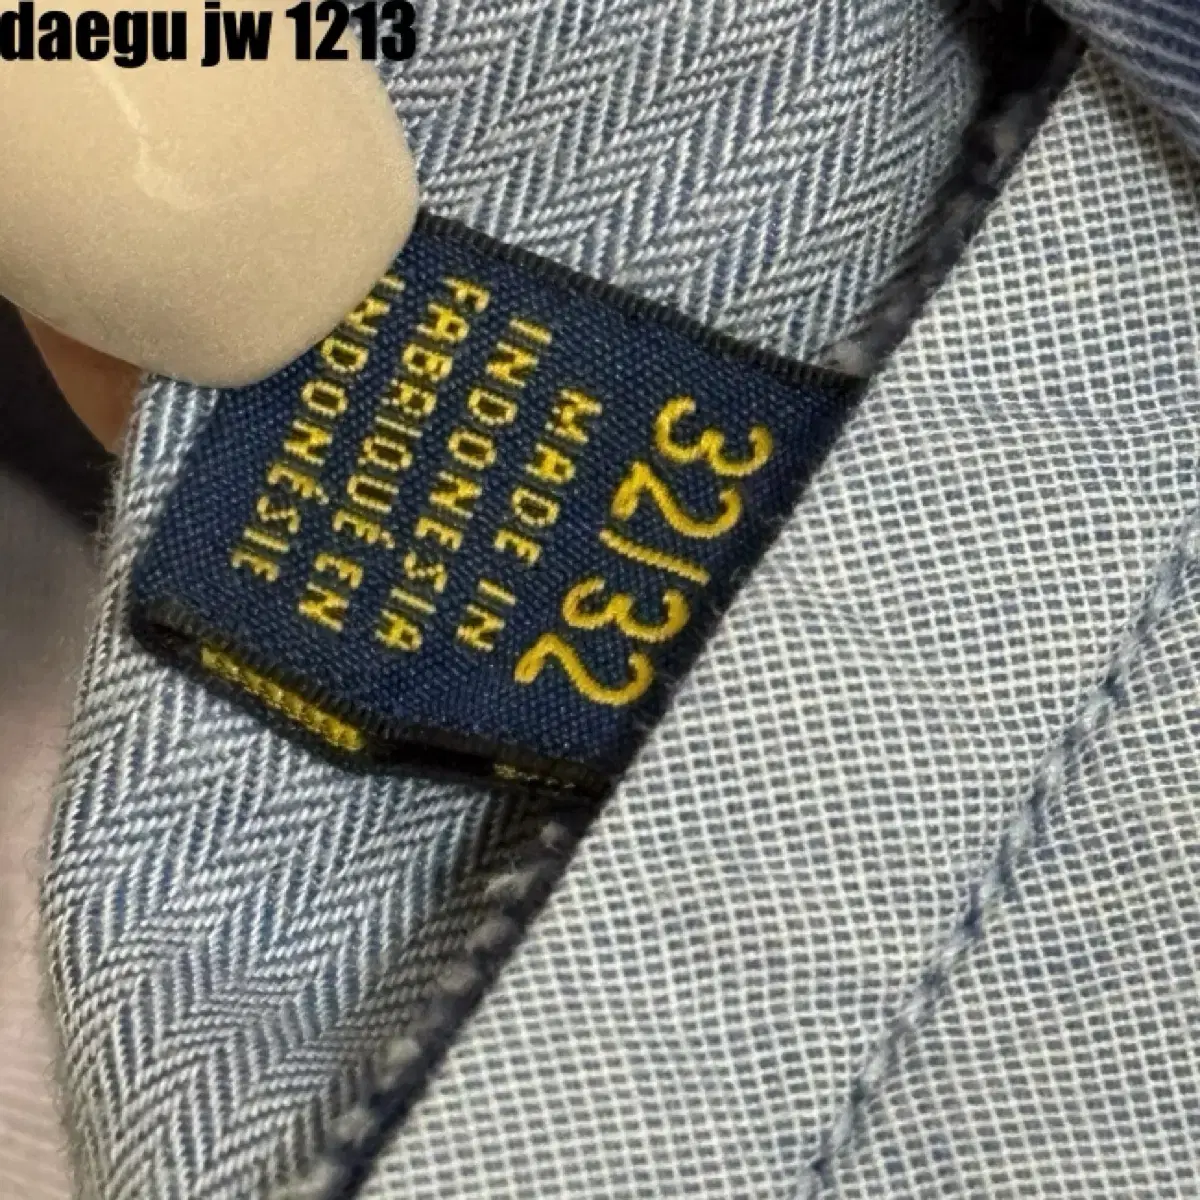 daegu jw 1213
32/32
MADE IN
INDONESIA
FABRIQUÉ EN
INDONÉSIE